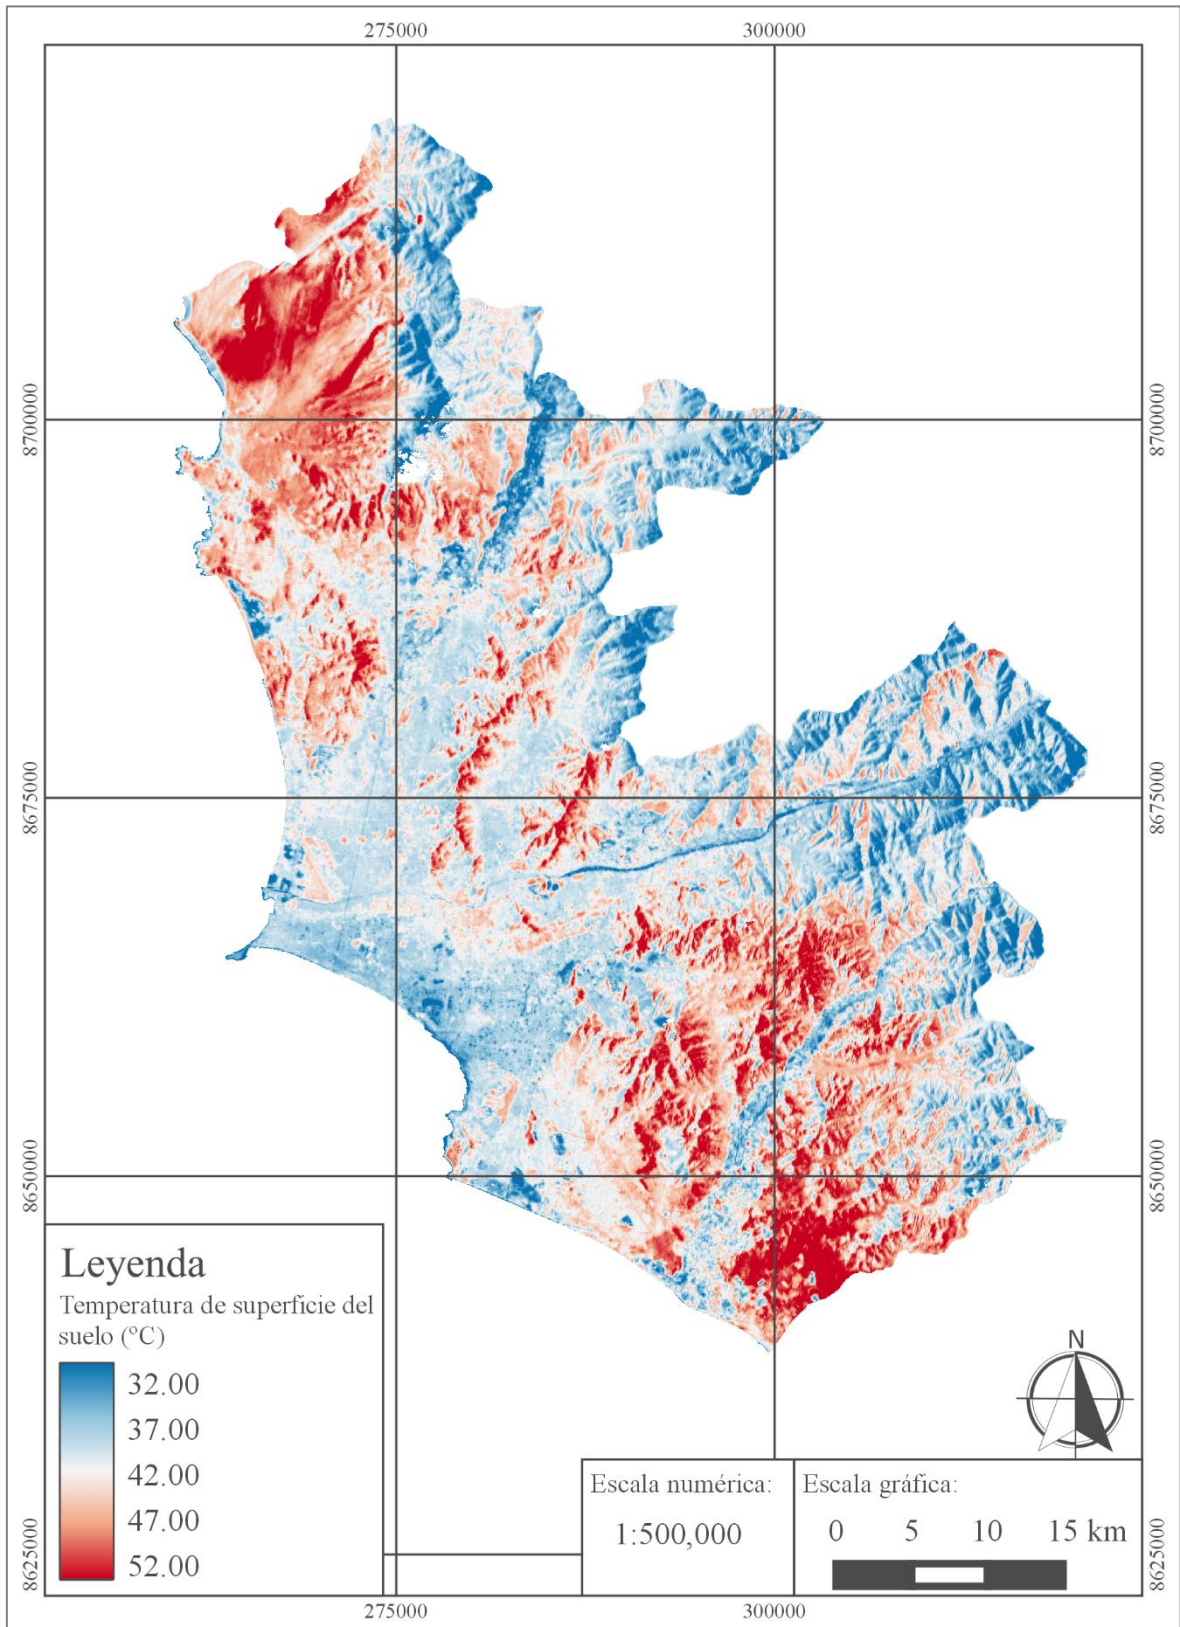 275000 300000
8700000 8700000
8675000 8675000
8650000 8650000
Leyenda
Temperatura de superficie del
suelo (°C)
32.00
37.00
42.00
47.00
52.00
N
Escala numérica:
1:500,000
Escala gráfica:
0 5 10 15 km
8625000 8625000
275000 300000